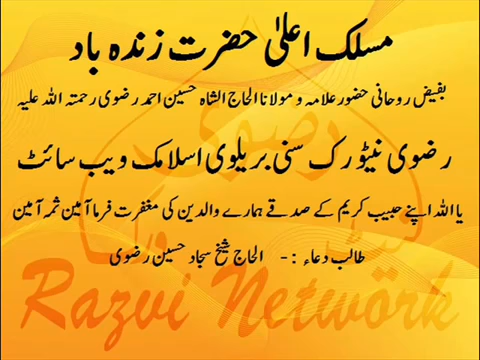 مسلک اعلیٰ حضرت زندہ باد
بفیض روحانی حضور علامہ و مولانا الحاج الشاہ حسین احمد رضوی رحمتہ اللہ علیہ
رضوی نیٹورک سنی بریلوی اسلامک ویب سائٹ
یا اللہ اپنے حبیب کریم کے صدقے ہمارے والدین کی مغفرت فرما آمین ثمہ آمین
طالب دعاء :- الحاج شیخ سجاد حسین رضوی
Razvi Network